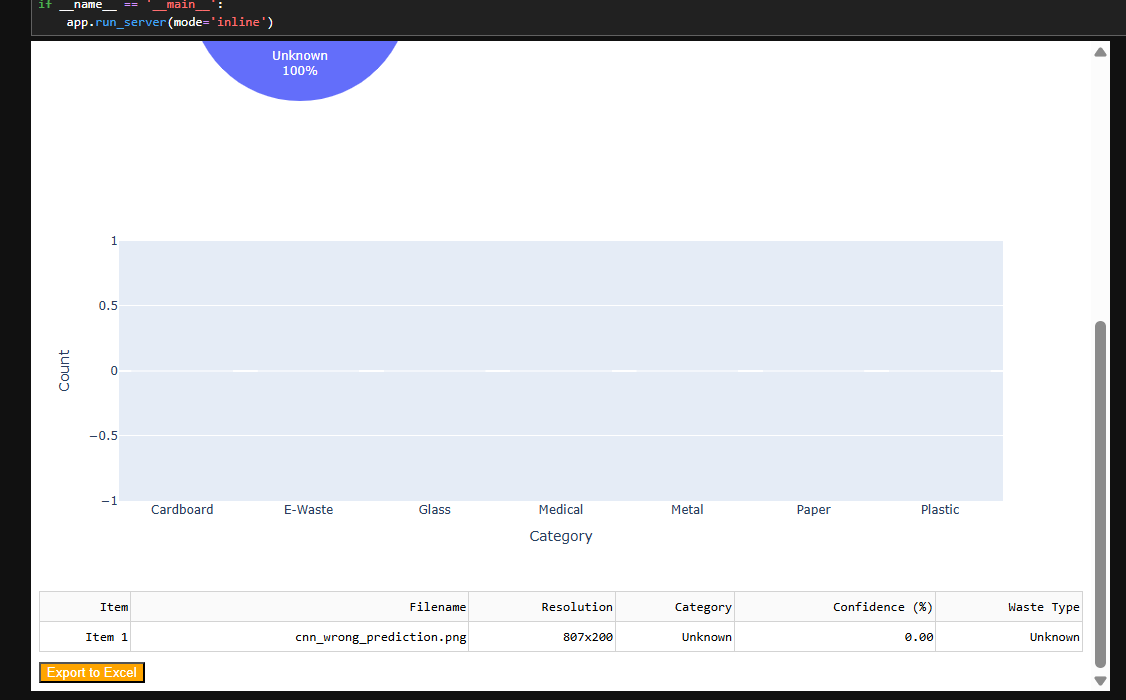 if __name__ == '__main__':
app.run_server(mode='inline')
Unknown
100%
1
0.5
0
−0.5
−1
Count
Cardboard E-Waste Glass Medical Metal Paper Plastic
Category
Item Filename Resolution Category Confidence (%) Waste Type
Item 1 cnn_wrong_prediction.png 807x200 Unknown 0.00 Unknown
Export to Excel